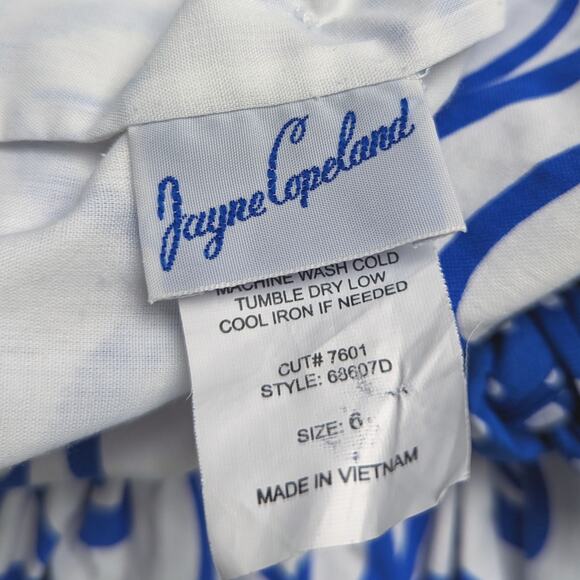 Jayne Copeland
MACHINE WASH COLD
TUMBLE DRY LOW
COOL IRON IF NEEDED
CUT# 7601
STYLE: 68607D
SIZE: 6
MADE IN VIETNAM